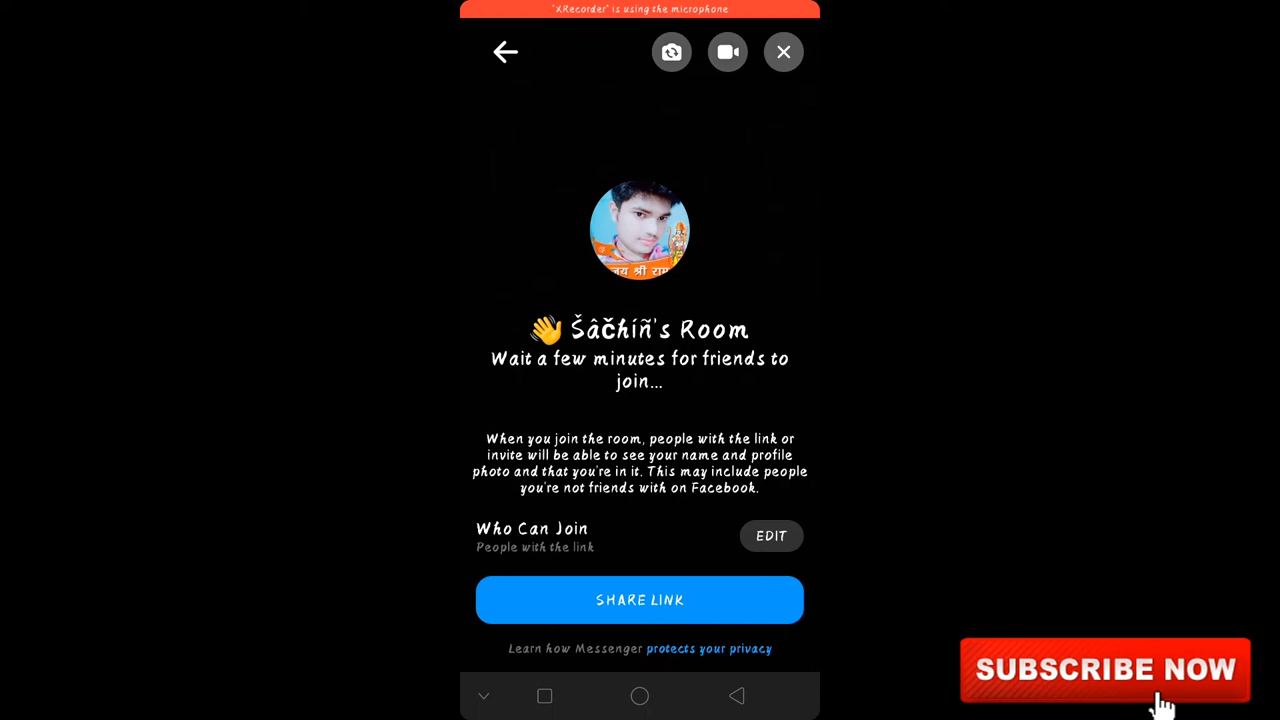 "XRecorder" is using the microphone
जय श्री राम
👋 Šâčhíñ's Room
Wait a few minutes for friends to
join...
When you join the room, people with the link or
invite will be able to see your name and profile
photo and that you're in it. This may include people
you're not friends with on Facebook.
Who Can Join
People with the link
EDIT
SHARE LINK
Learn how Messenger protects your privacy
SUBSCRIBE NOW